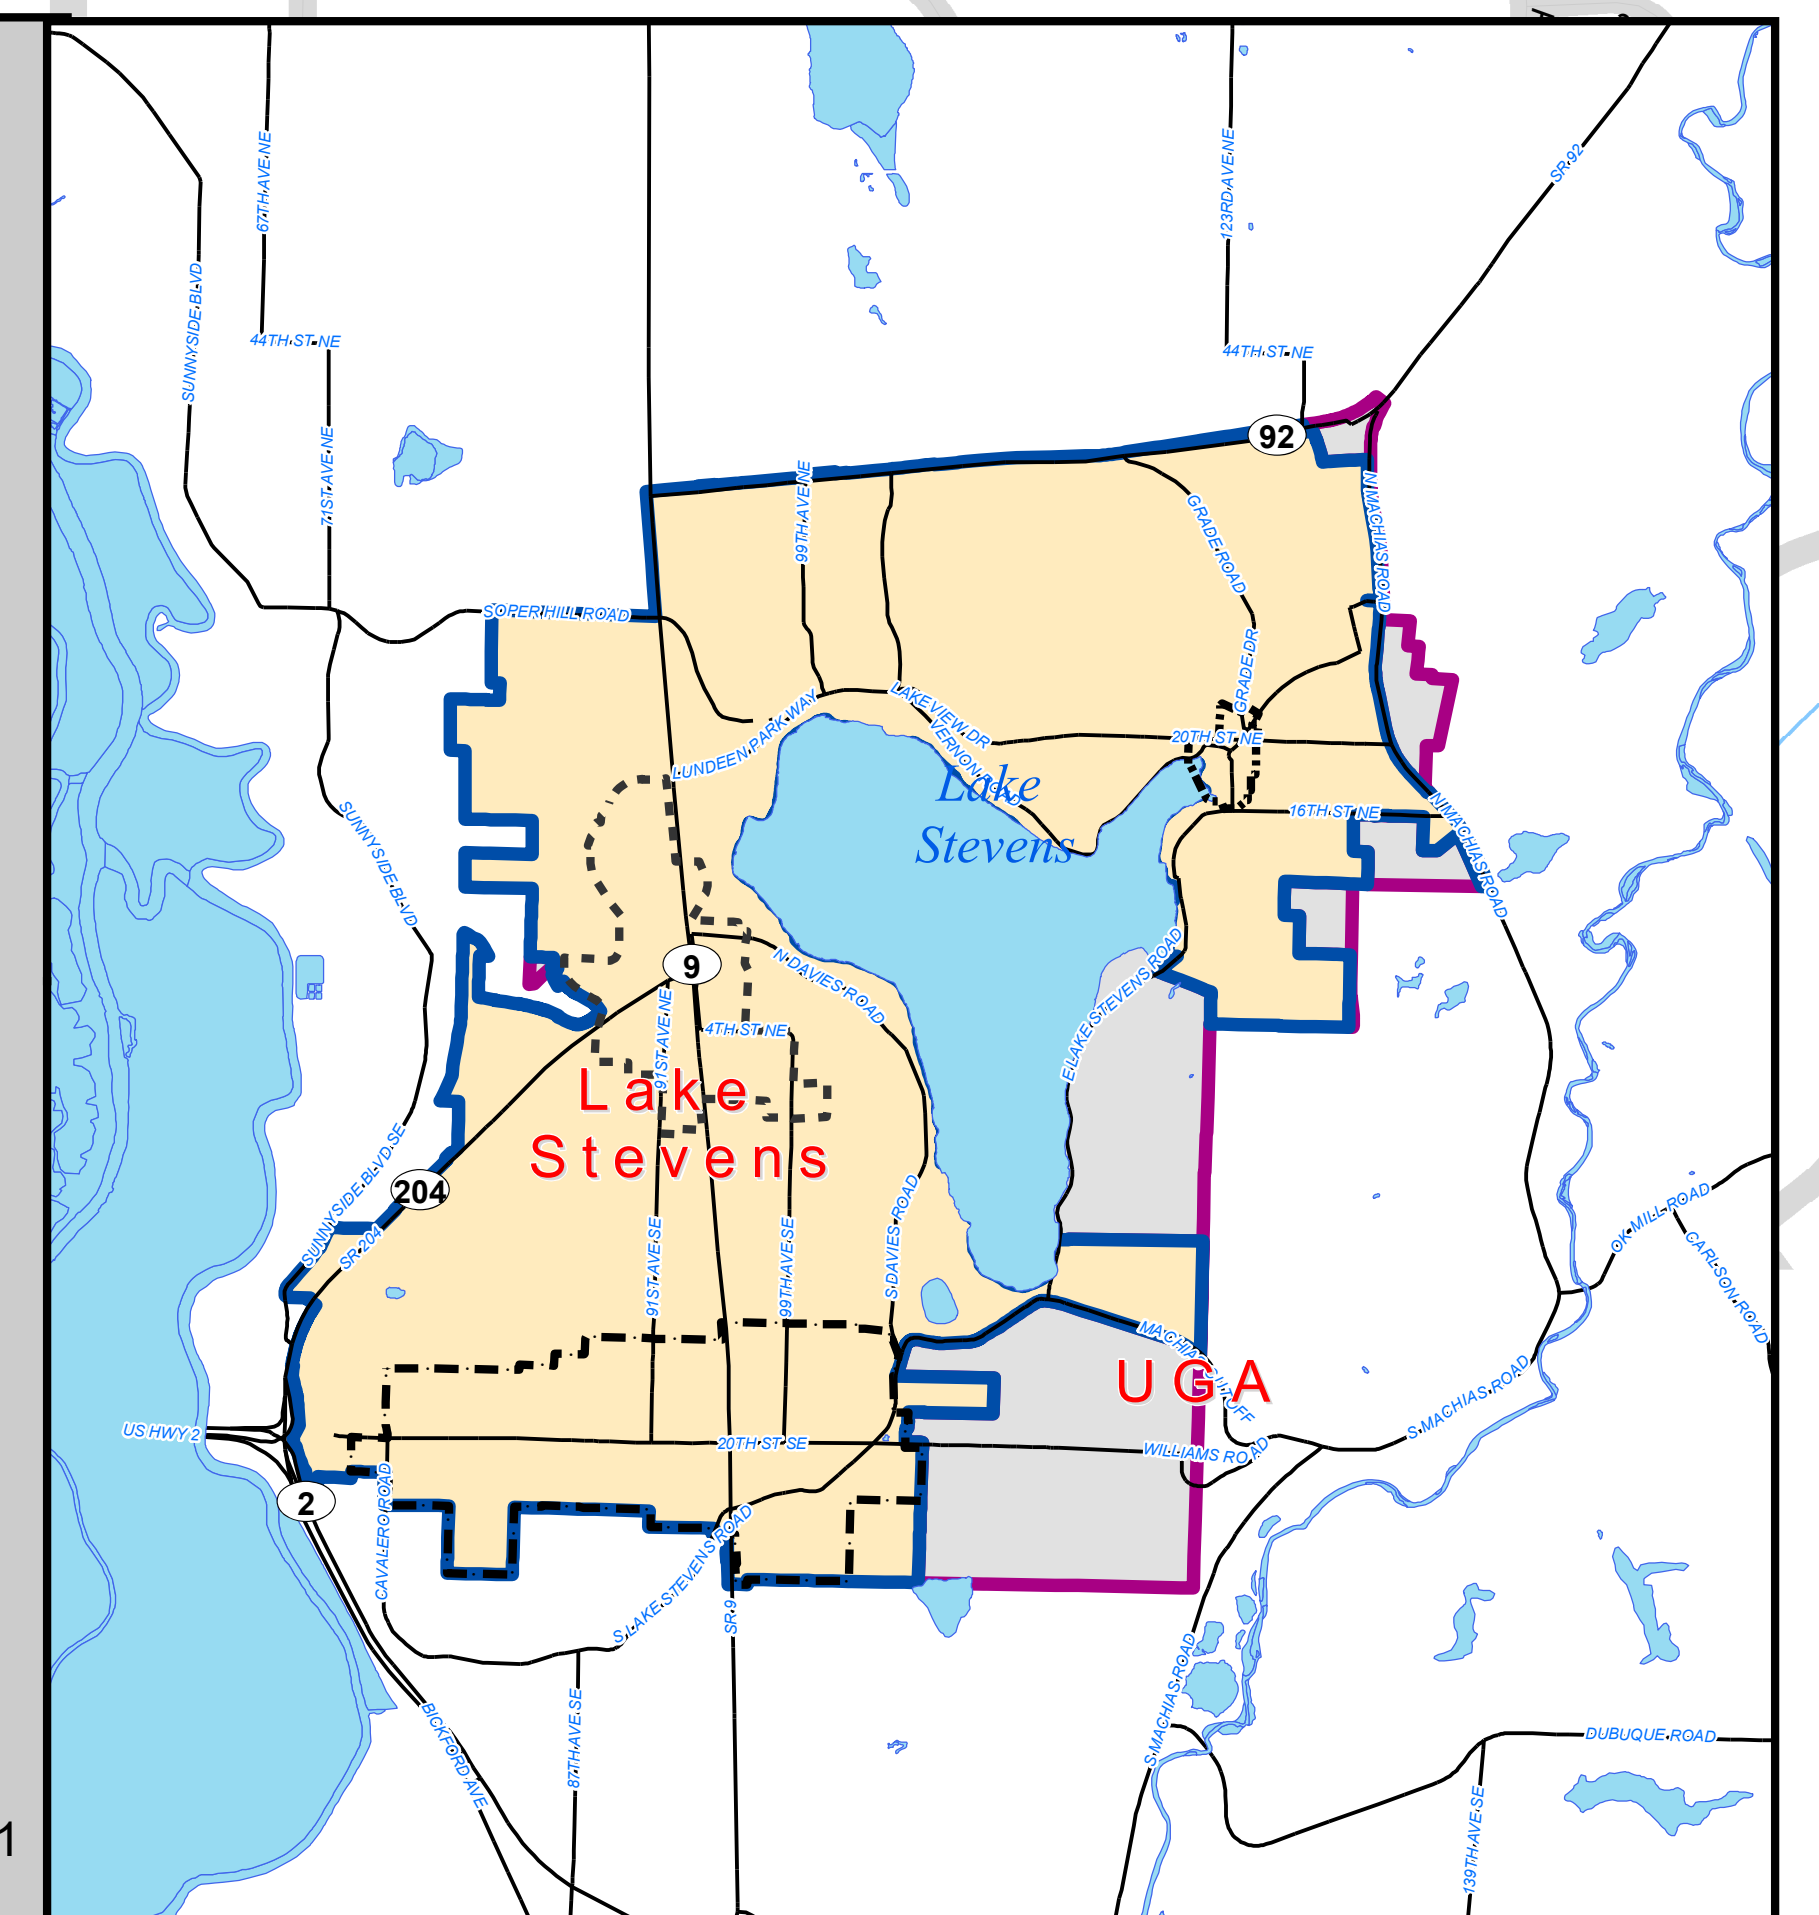 67TH AVE NE
123RD AVE NE
SR 92
SUNNYSIDE BLVD
44TH ST NE
44TH ST NE
92
71ST AVE NE
99TH AVE NE
GRADE ROAD
N MACHIAS ROAD
SOPER HILL ROAD
GRADE DR
LUNDEEN PARK WAY
LAKEVIEW DR
VERNON ROAD
20TH ST NE
Lake
Stevens
16TH ST NE
N MACHIAS ROAD
SUNNYSIDE BLVD
9
N DAVIES ROAD
E LAKE STEVENS ROAD
91ST AVE NE
4TH ST NE
Lake
Stevens
SUNNYSIDE BLVD SE
204
SR 204
91ST AVE SE
99TH AVE SE
S DAVIES ROAD
OK MILL ROAD
CARLSON ROAD
MACHIAS CUTOFF
UGA
S MACHIAS ROAD
US HWY 2
20TH ST SE
WILLIAMS ROAD
2
CAVALERO ROAD
S LAKE STEVENS ROAD
SR 9
S MACHIAS ROAD
BICKFORD AVE
87TH AVE SE
DUBUQUE ROAD
139TH AVE SE
1